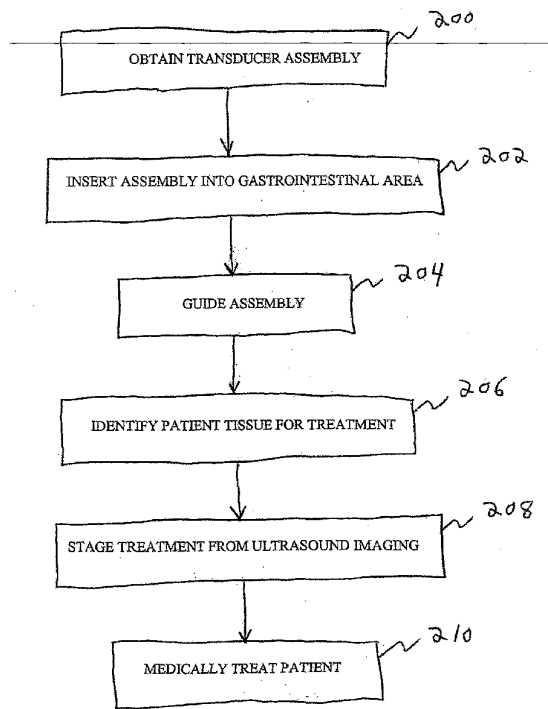 200
OBTAIN TRANSDUCER ASSEMBLY
202
INSERT ASSEMBLY INTO GASTROINTESTINAL AREA
204
GUIDE ASSEMBLY
206
IDENTIFY PATIENT TISSUE FOR TREATMENT
208
STAGE TREATMENT FROM ULTRASOUND IMAGING
210
MEDICALLY TREAT PATIENT